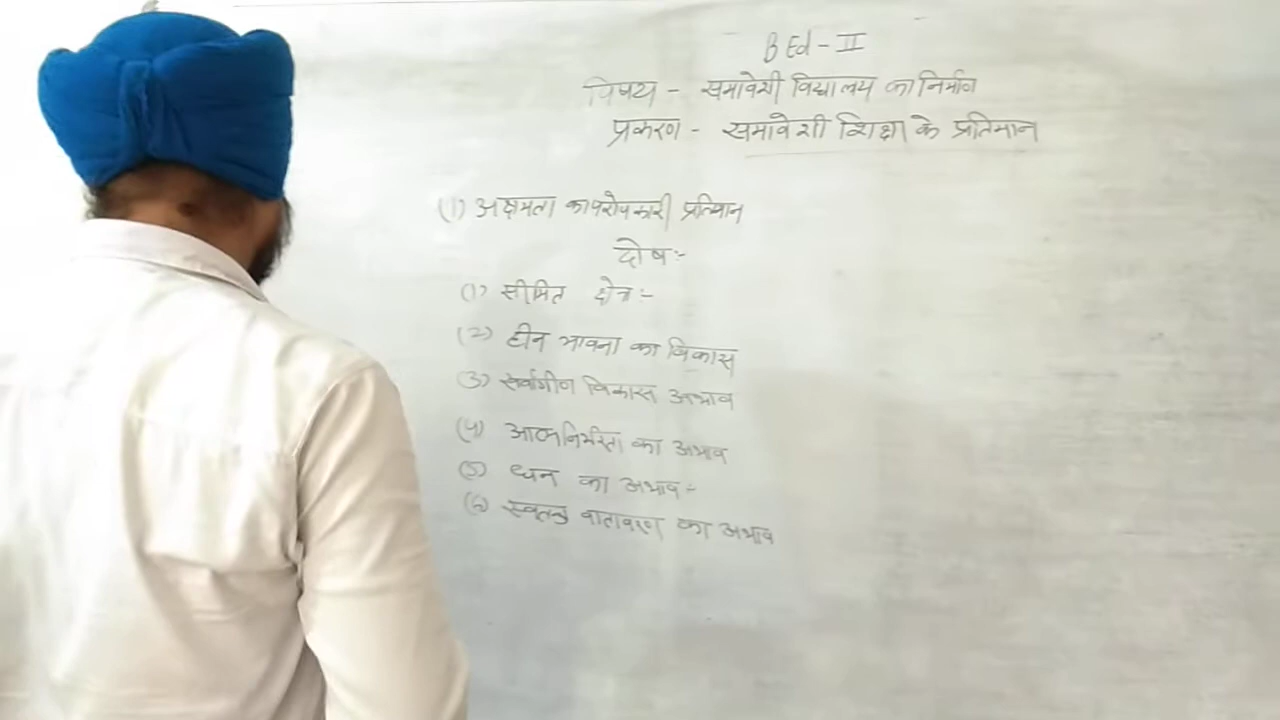 B Ed - II
विषय - समावेशी विद्यालय का निर्माण
प्रकरण - समावेशी शिक्षा के प्रतिमान
(1) अक्षमता का परोपकारी प्रतिमान
दोष :-
(1) सीमित क्षेत्र :-
(2) हीन भावना का विकास
(3) सर्वागीण विकास अभाव
(4) आत्मनिर्भरता का अभाव
(5) धन का अभाव :-
(6) स्वतन्त्र वातावरण का अभाव